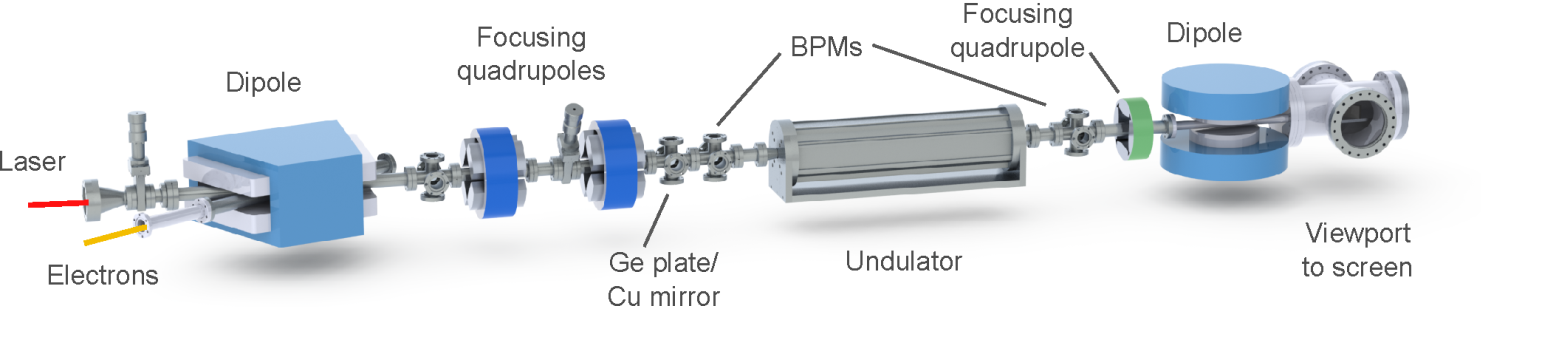 Laser
Electrons
Dipole
Focusing
quadrupoles
Ge plate/
Cu mirror
BPMs
Undulator
Focusing
quadrupole
Dipole
Viewport
to screen